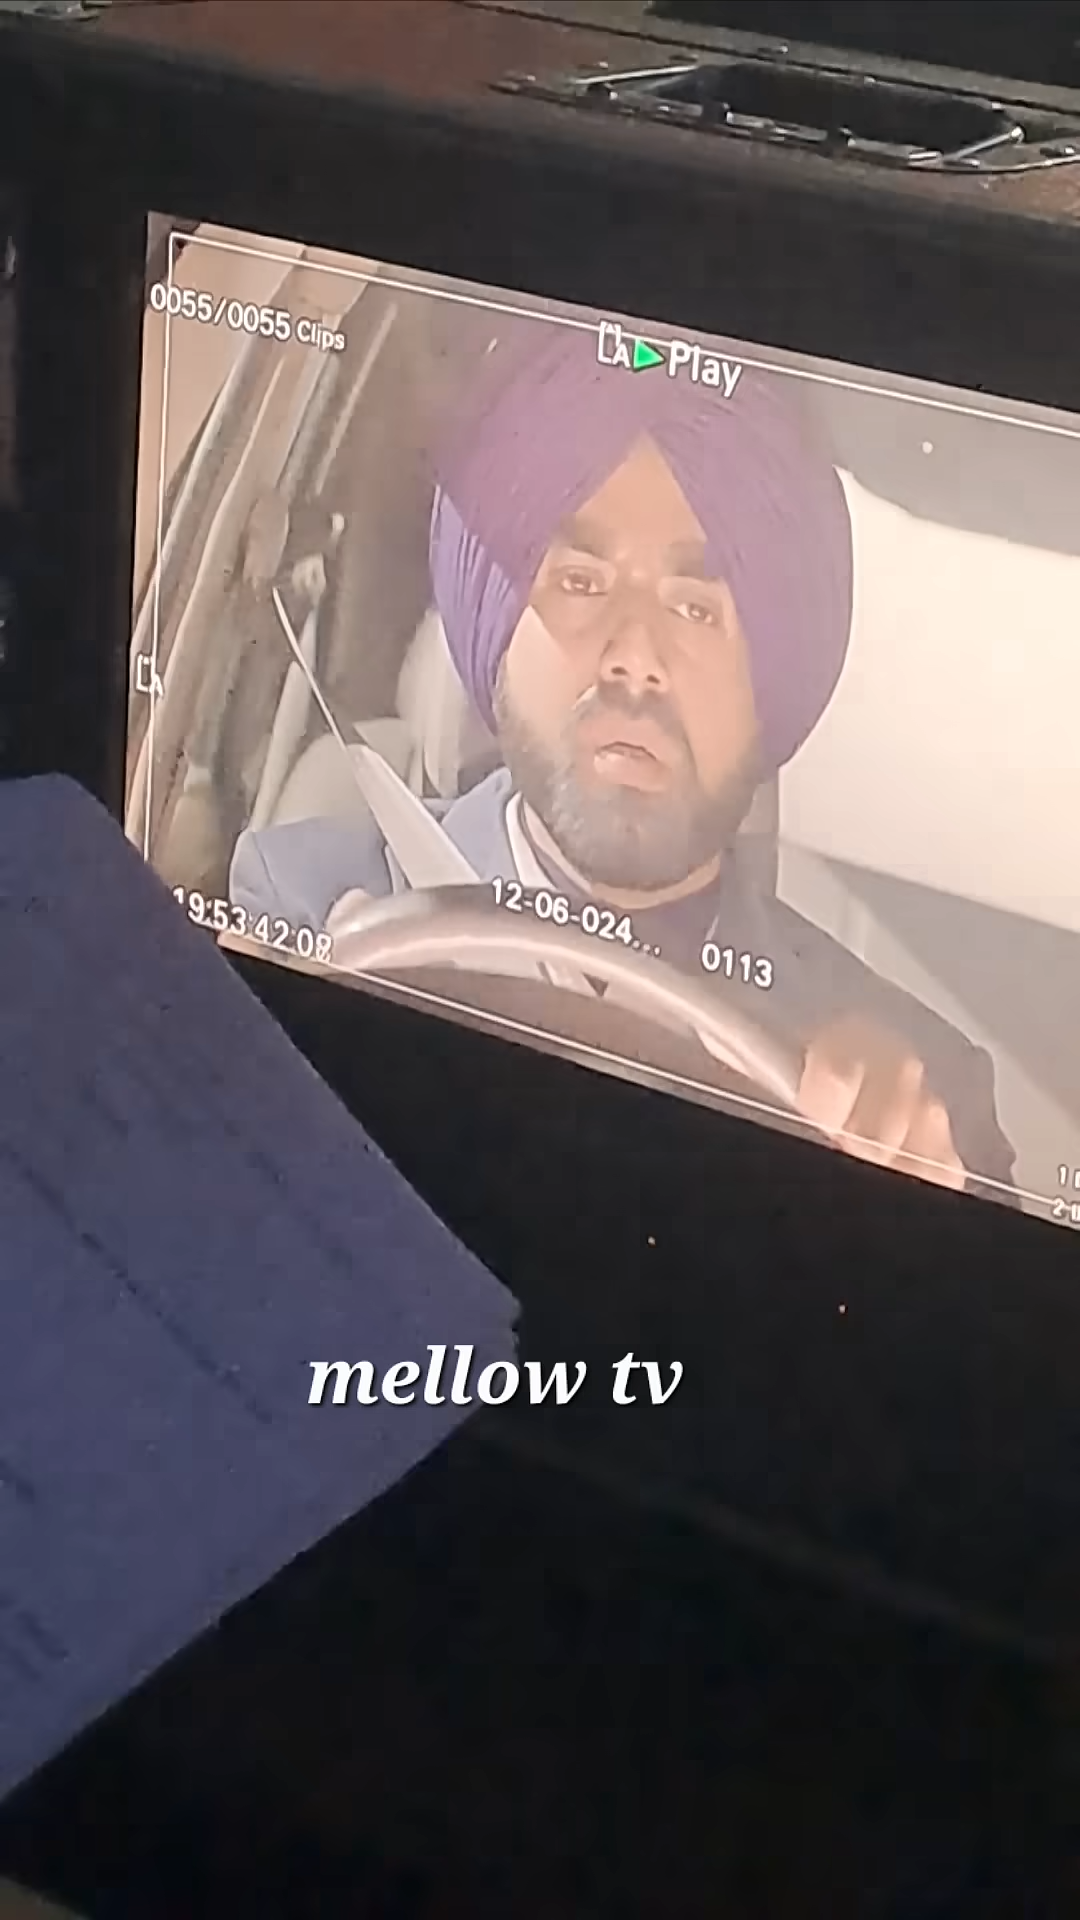 0055/0055 Clips
A Play
A
19:53:42:08
12-06-024... 0113
mellow tv